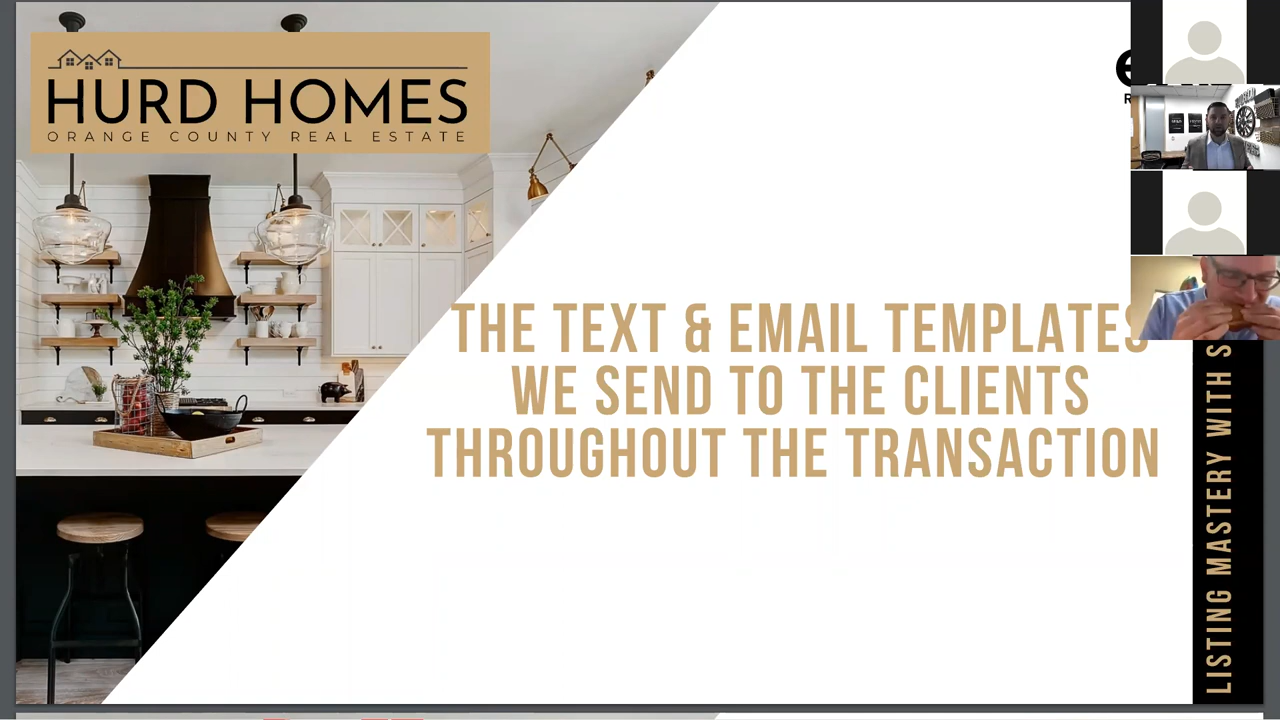 HURD HOMES
ORANGE COUNTY REAL ESTATE
THE TEXT & EMAIL TEMPLATES
WE SEND TO THE CLIENTS
THROUGHOUT THE TRANSACTION
LISTING MASTERY WITH